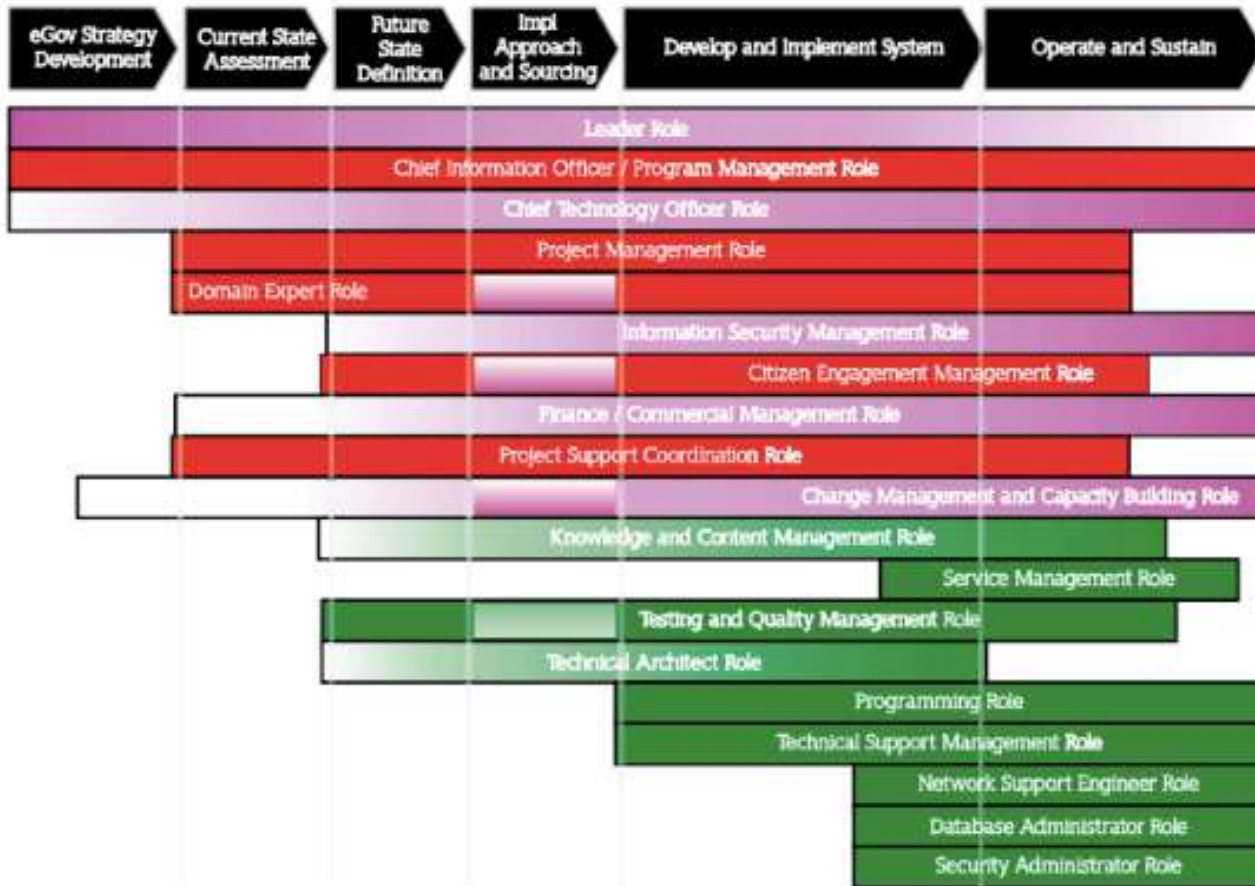 eGov Strategy
Development
Current State
Assessment
Future
State
Definition
Impl
Approach
and Sourcing
Develop and Implement System
Operate and Sustain
Leader Role
Chief Information Officer / Program Management Role
Chief Technology Officer Role
Project Management Role
Domain Expert Role
Information Security Management Role
Citizen Engagement Management Role
Finance / Commercial Management Role
Project Support Coordination Role
Change Management and Capacity Building Role
Knowledge and Content Management Role
Service Management Role
Testing and Quality Management Role
Technical Architect Role
Programming Role
Technical Support Management Role
Network Support Engineer Role
Database Administrator Role
Security Administrator Role